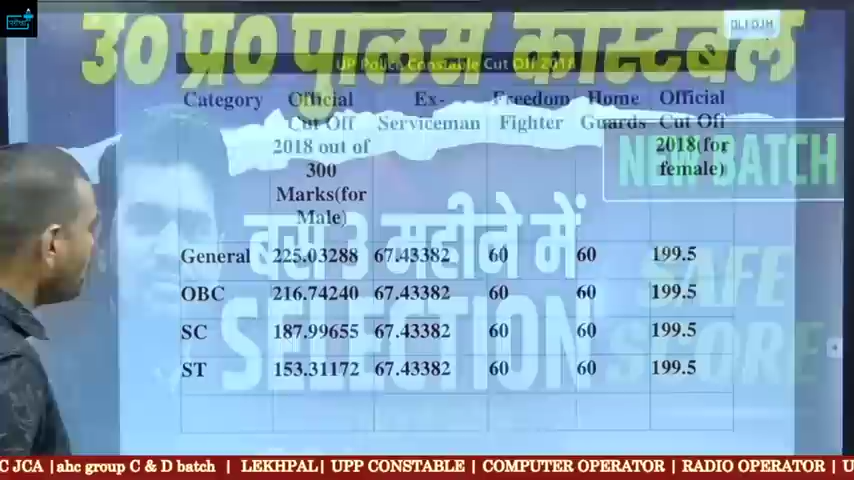 उ0 प्र0 पुलिस कांस्टेबल
UP Police Constable Cut Off 2018
Category Official Cut Off 2018 out of 300 Marks(for Male) Ex-Serviceman Freedom Fighter Home Guards Official Cut Off 2018(for female)
NEW BATCH
बस 3 महीने में
General 225.03288 67.43382 60 60 199.5
OBC 216.74240 67.43382 60 60 199.5
SC 187.99655 67.43382 60 60 199.5
ST 153.31172 67.43382 60 60 199.5
SELECTION
SAFE
SCORE
C JCA |ahc group C & D batch | LEKHPAL| UPP CONSTABLE | COMPUTER OPERATOR | RADIO OPERATOR | U